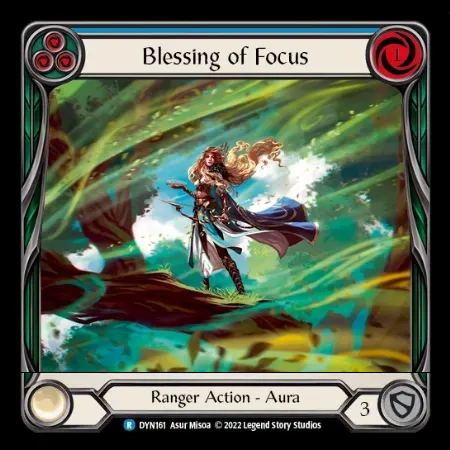 Blessing of Focus
1
Ranger Action - Aura
3
R DYN161 Asur Misoa © 2022 Legend Story Studios